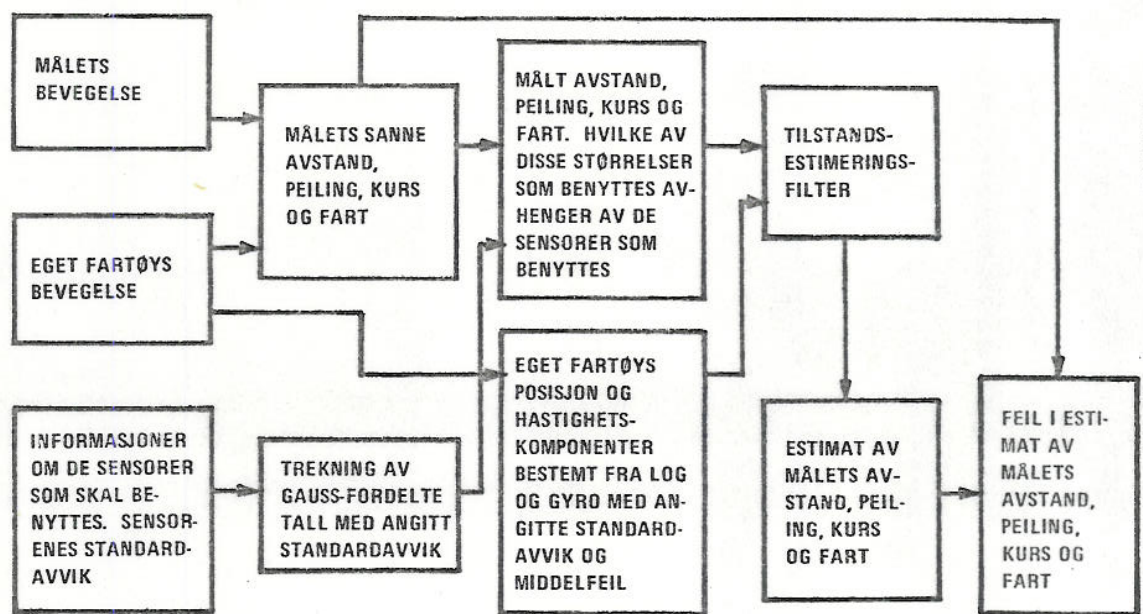 MÅLETS
BEVEGELSE
EGET FARTØYS
BEVEGELSE
INFORMASJONER
OM DE SENSORER
SOM SKAL BE-
NYTTES. SENSOR-
ENES STANDARD-
AVVIK
MÅLETS SANNE
AVSTAND,
PEILING, KURS
OG FART
TREKNING AV
GAUSS-FORDELTE
TALL MED ANGITT
STANDARDAVVIK
MÅLT AVSTAND,
PEILING, KURS OG
FART. HVILKE AV
DISSE STØRRELSER
SOM BENYTTES AV-
HENGER AV DE
SENSORER SOM
BENYTTES
EGET FARTØYS
POSISJON OG
HASTIGHETS-
KOMPONENTER
BESTEMT FRA LOG
OG GYRO MED AN-
GITTE STANDARD-
AVVIK OG
MIDDELFEIL
TILSTANDS-
ESTIMERINGS-
FILTER
ESTIMAT AV
MÅLETS AV-
STAND, PEIL-
ING, KURS
OG FART
FEIL I ESTI-
MAT AV
MÅLETS
AVSTAND,
PEILING,
KURS OG
FART